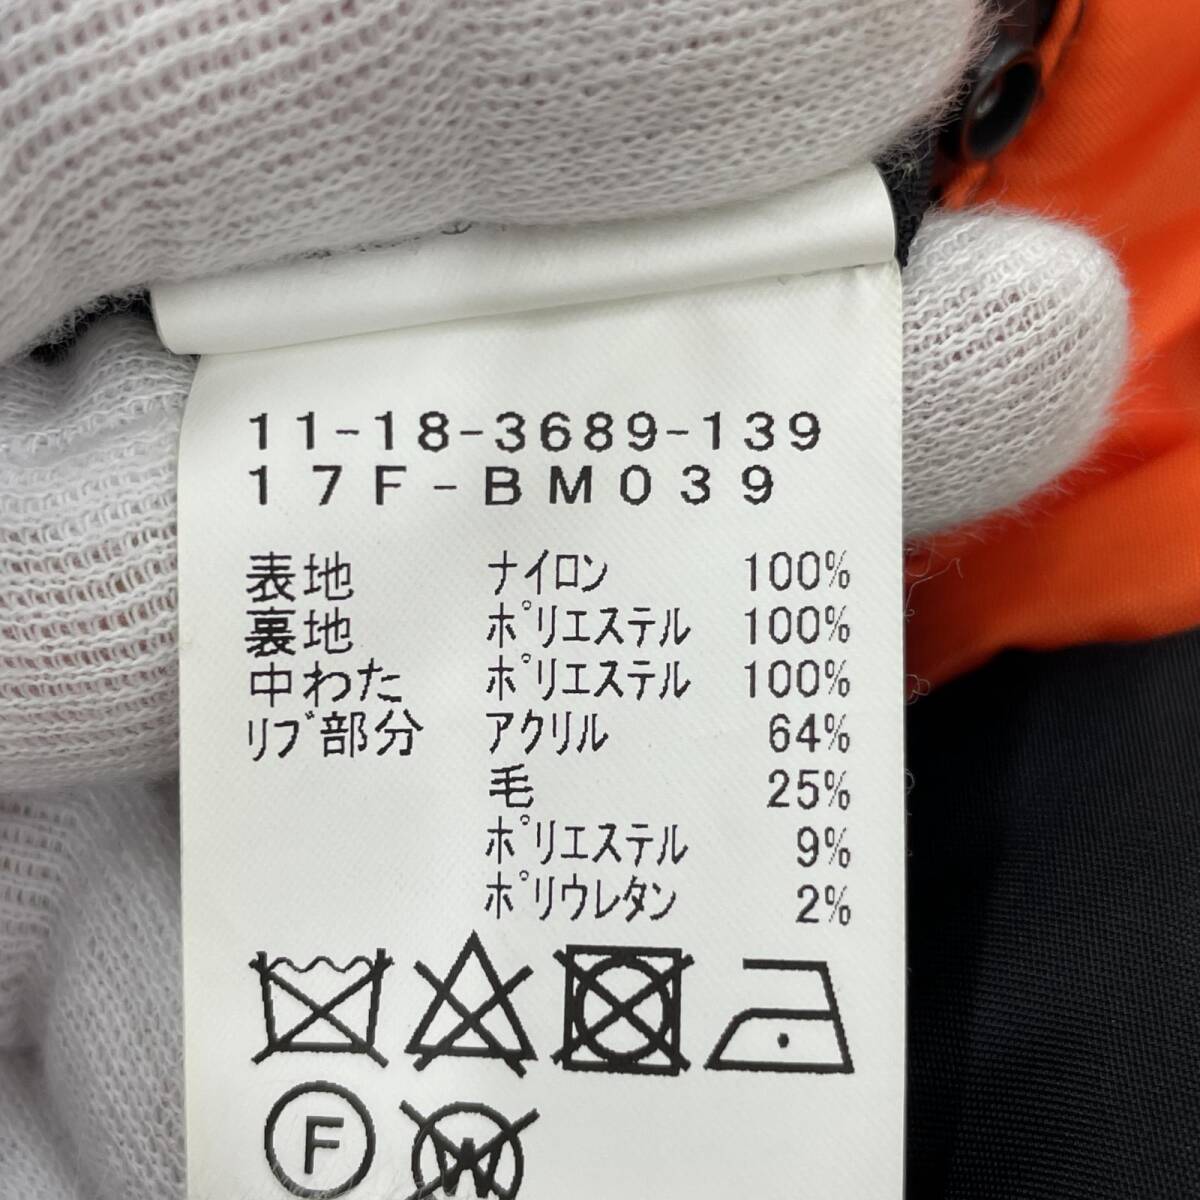 11-18-3689-139
17F-BM039
表地 ナイロン 100%
裏地 ポリエステル 100%
中わた ポリエステル 100%
リブ部分 アクリル 64%
毛 25%
ポリエステル 9%
ポリウレタン 2%
F W